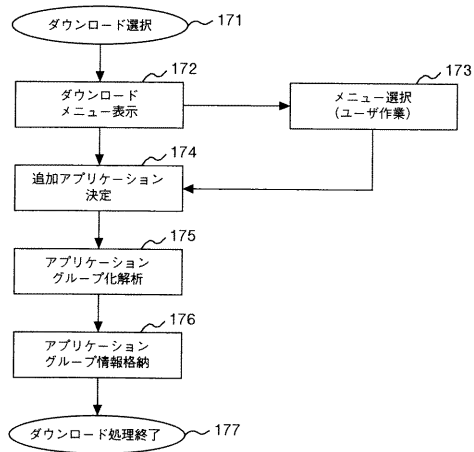 ダウンロード選択
171
172
ダウンロード
メニュー表示
173
メニュー選択
(ユーザ作業)
174
追加アプリケーション
決定
175
アプリケーション
グループ化解析
176
アプリケーション
グループ情報格納
ダウンロード処理終了
177